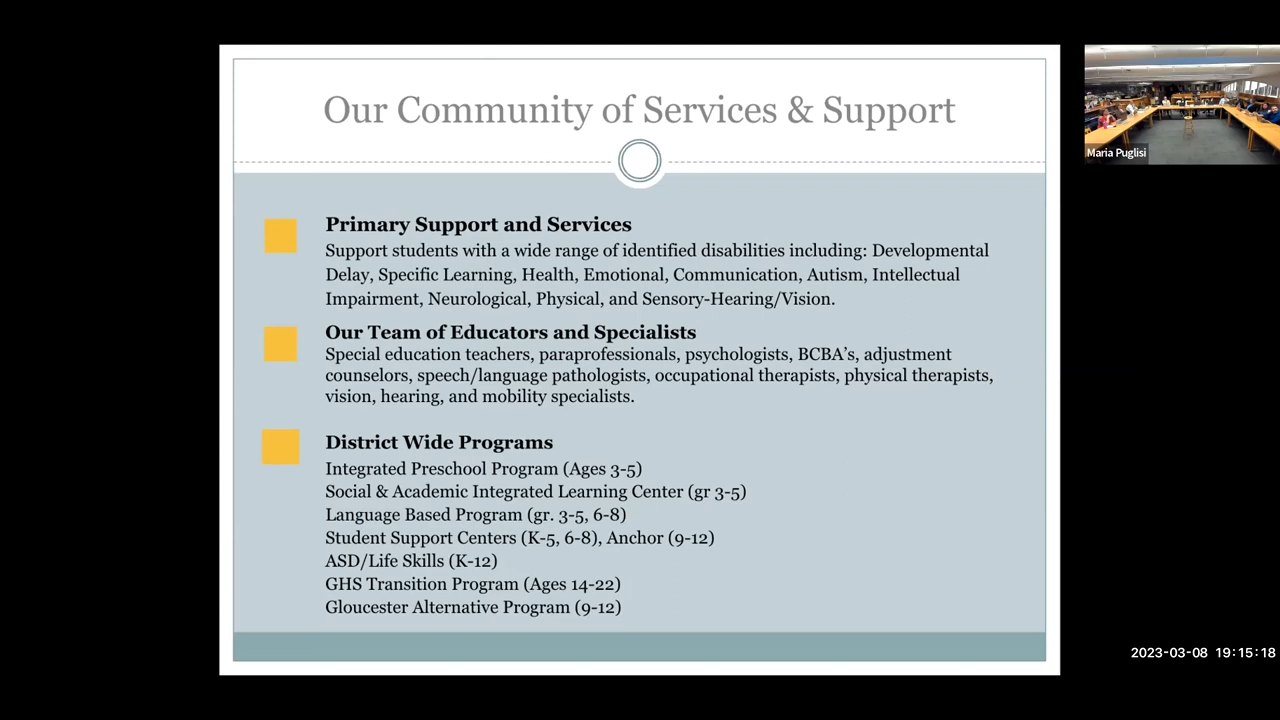 Our Community of Services & Support
Maria Puglisi
Primary Support and Services
Support students with a wide range of identified disabilities including: Developmental
Delay, Specific Learning, Health, Emotional, Communication, Autism, Intellectual
Impairment, Neurological, Physical, and Sensory-Hearing/Vision.
Our Team of Educators and Specialists
Special education teachers, paraprofessionals, psychologists, BCBA’s, adjustment
counselors, speech/language pathologists, occupational therapists, physical therapists,
vision, hearing, and mobility specialists.
District Wide Programs
Integrated Preschool Program (Ages 3-5)
Social & Academic Integrated Learning Center (gr 3-5)
Language Based Program (gr. 3-5, 6-8)
Student Support Centers (K-5, 6-8), Anchor (9-12)
ASD/Life Skills (K-12)
GHS Transition Program (Ages 14-22)
Gloucester Alternative Program (9-12)
2023-03-08 19:15:18